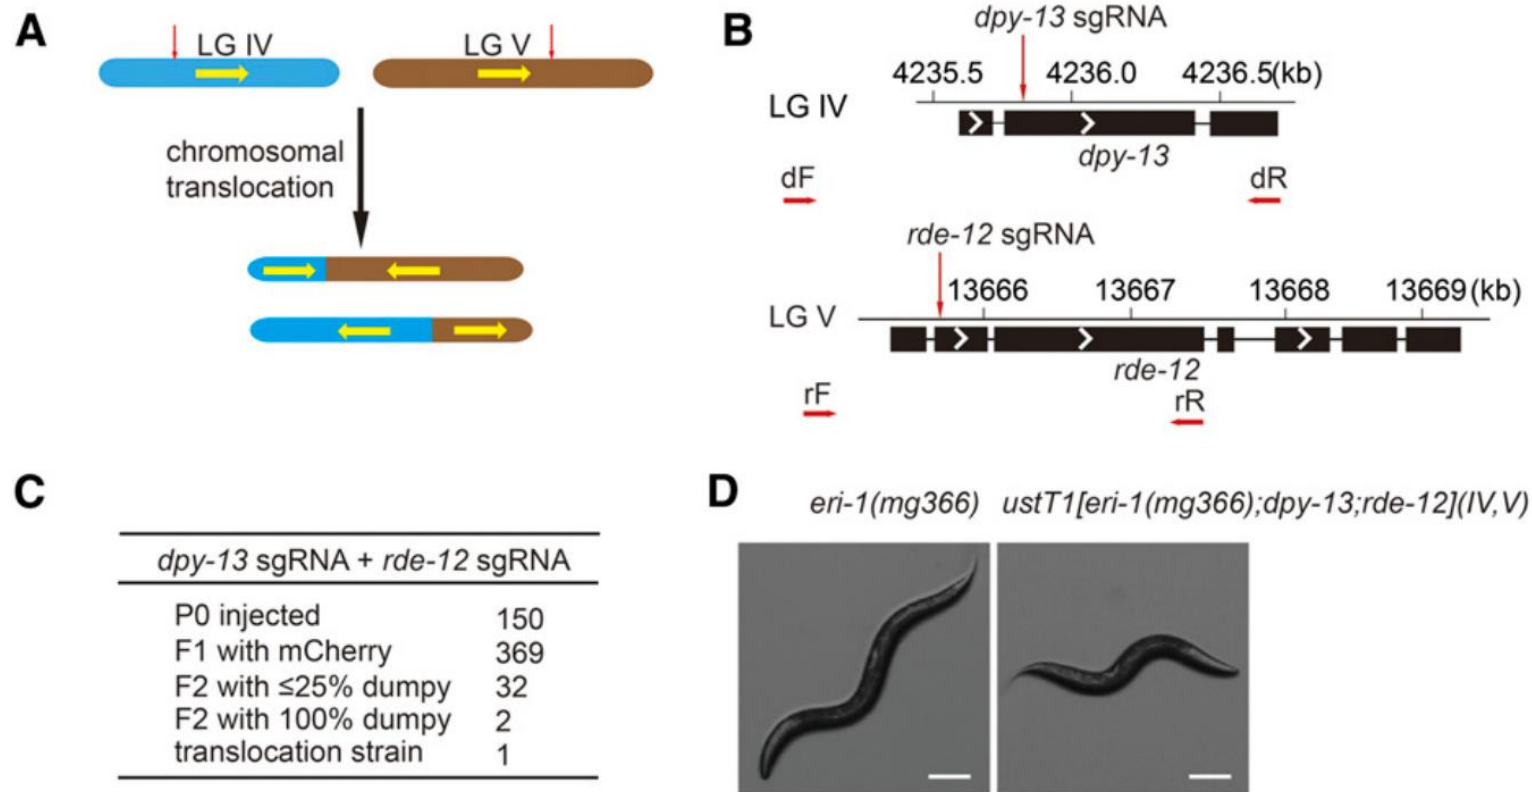 A
LG IV
LG V
chromosomal
translocation
B
dpy-13 sgRNA
4235.5 4236.0 4236.5(kb)
LG IV
dpy-13
dF
dR
rde-12 sgRNA
13666 13667 13668 13669(kb)
LG V
rde-12
rF
rR
C
dpy-13 sgRNA + rde-12 sgRNA
P0 injected 150
F1 with mCherry 369
F2 with ≤25% dumpy 32
F2 with 100% dumpy 2
translocation strain 1
D
eri-1(mg366)
ustT1[eri-1(mg366);dpy-13;rde-12](IV,V)